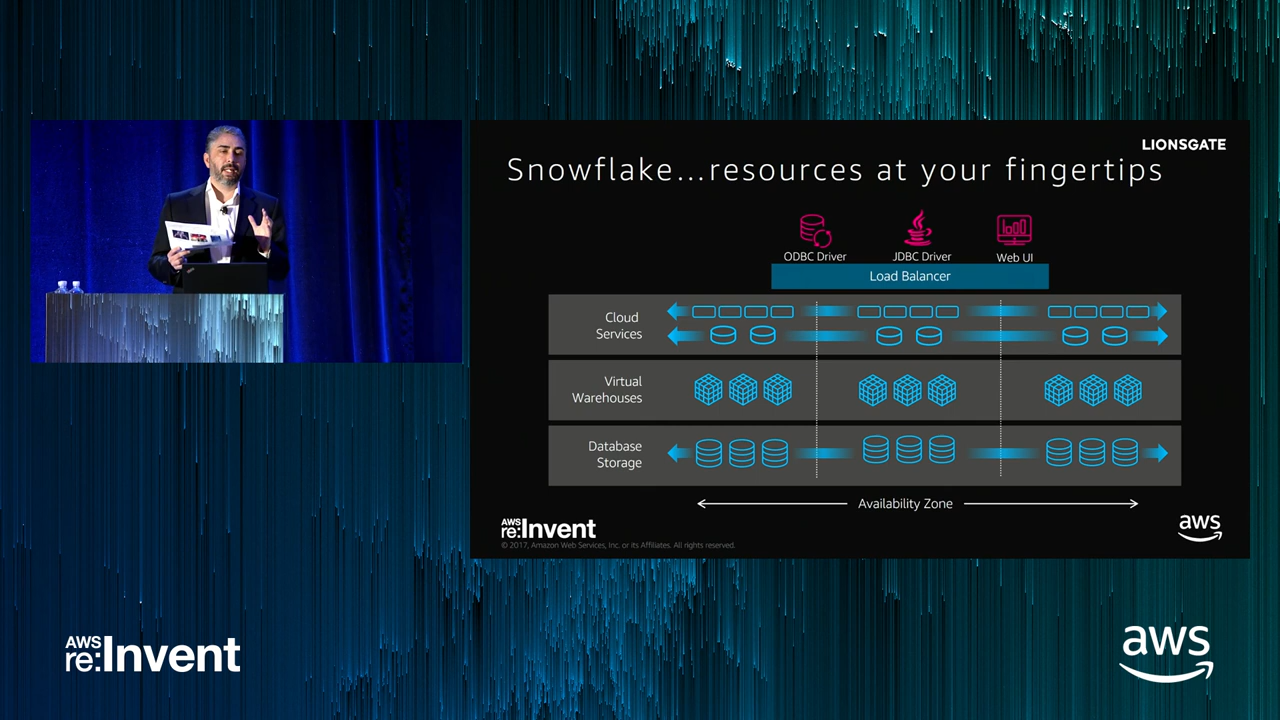 LIONSGATE
Snowflake...resources at your fingertips
ODBC Driver
JDBC Driver
Web UI
Load Balancer
Cloud
Services
Virtual
Warehouses
Database
Storage
Availability Zone
AWS
re:Invent
© 2017, Amazon Web Services, Inc. or its Affiliates. All rights reserved.
aws
AWS
re:Invent
aws